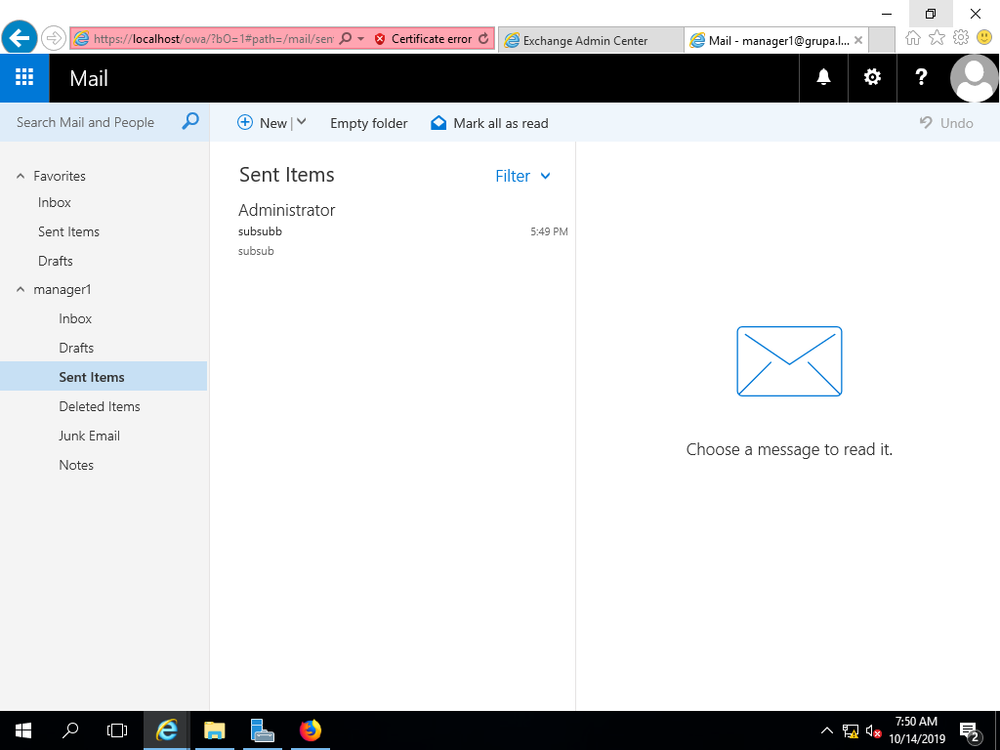 https://localhost/owa/?bO=1#path=/mail/sen
Certificate error
Exchange Admin Center
Mail - manager1@grupa.l...
Mail
?
Search Mail and People
New
Empty folder
Mark all as read
Undo
Favorites
Inbox
Sent Items
Drafts
manager1
Inbox
Drafts
Sent Items
Deleted Items
Junk Email
Notes
Sent Items
Filter
Administrator
subsubb
5:49 PM
subsub
Choose a message to read it.
7:50 AM
10/14/2019
2